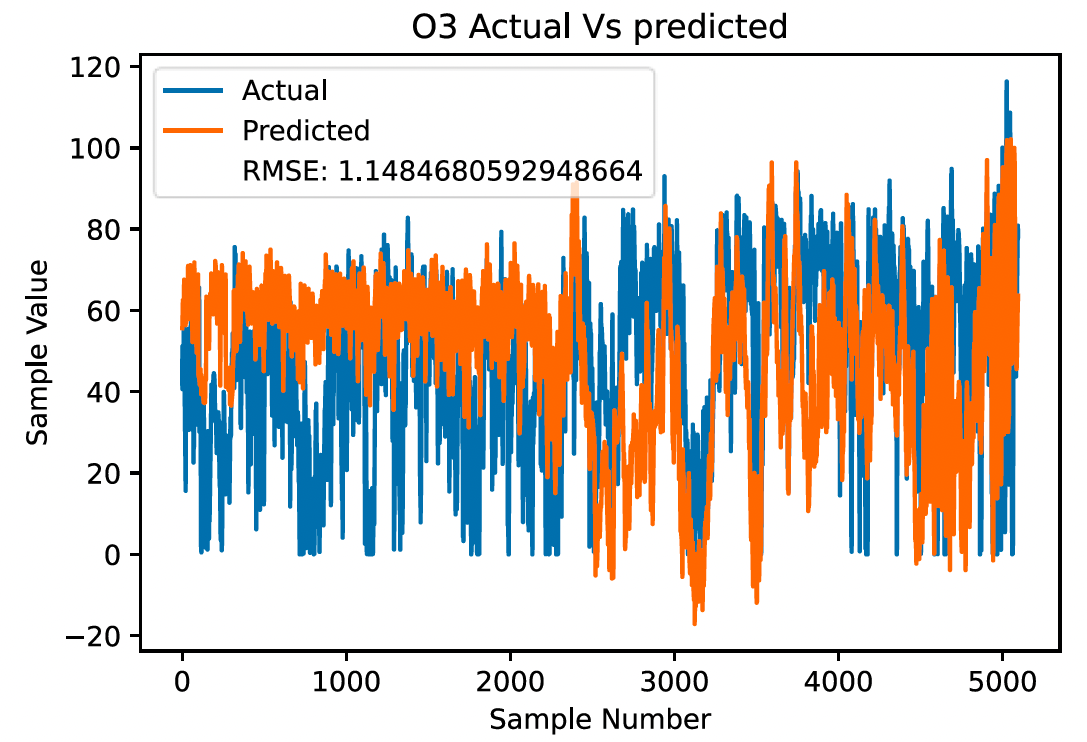 O3 Actual Vs predicted
Actual
Predicted
RMSE: 1.1484680592948664
120
100
80
60
40
20
0
−20
Sample Value
0 1000 2000 3000 4000 5000
Sample Number